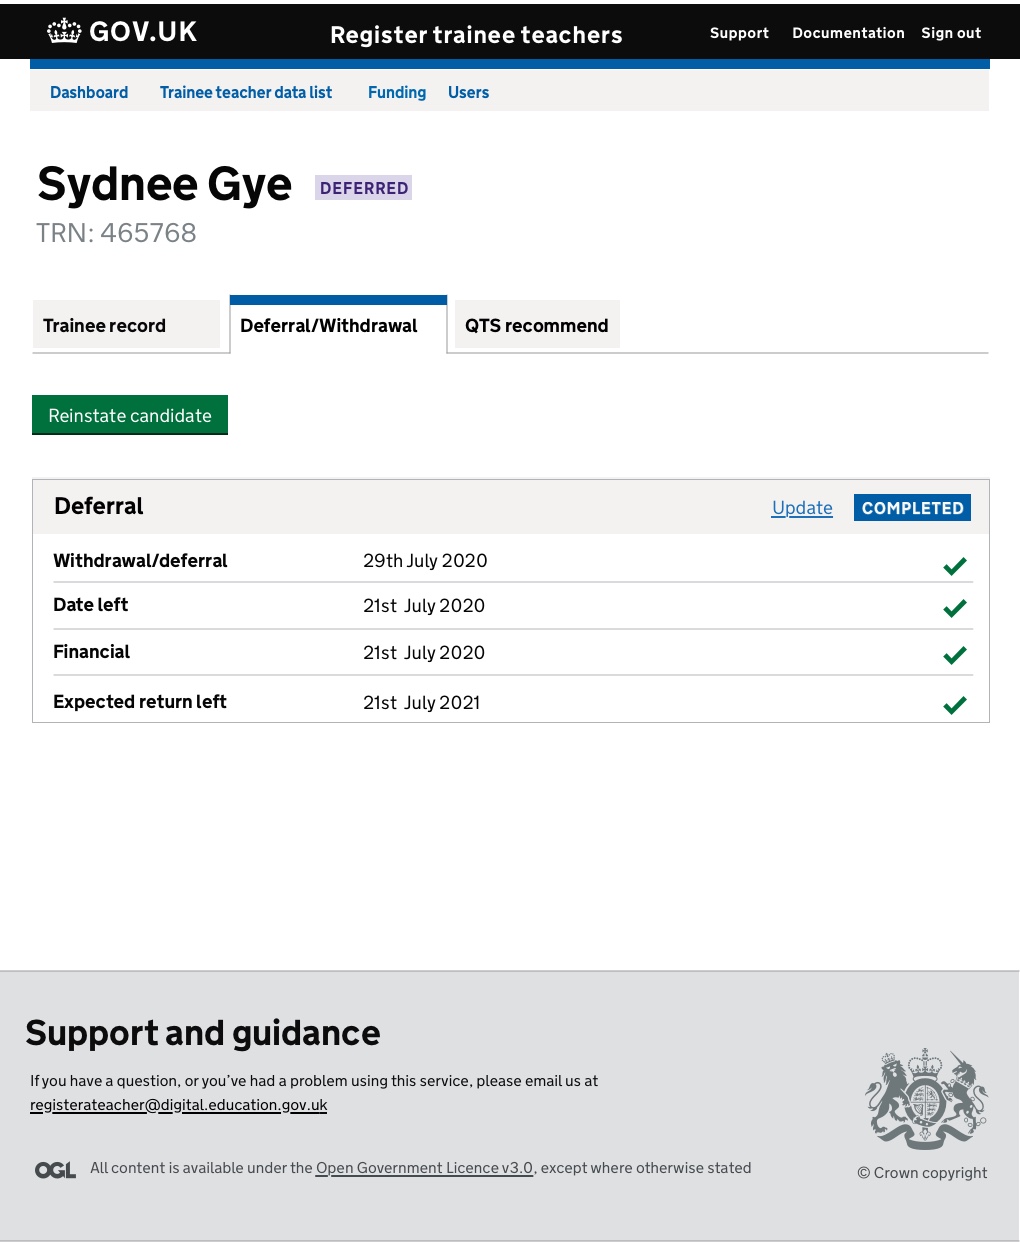 GOV.UK Register trainee teachers Support Documentation Sign out
Dashboard Trainee teacher data list Funding Users
Sydnee Gye DEFERRED
TRN: 465768
Trainee record Deferral/Withdrawal QTS recommend
Reinstate candidate
Deferral Update COMPLETED
Withdrawal/deferral 29th July 2020
Date left 21st July 2020
Financial 21st July 2020
Expected return left 21st July 2021
Support and guidance
If you have a question, or you’ve had a problem using this service, please email us at
registerateacher@digital.education.gov.uk
OGL All content is available under the Open Government Licence v3.0, except where otherwise stated
© Crown copyright